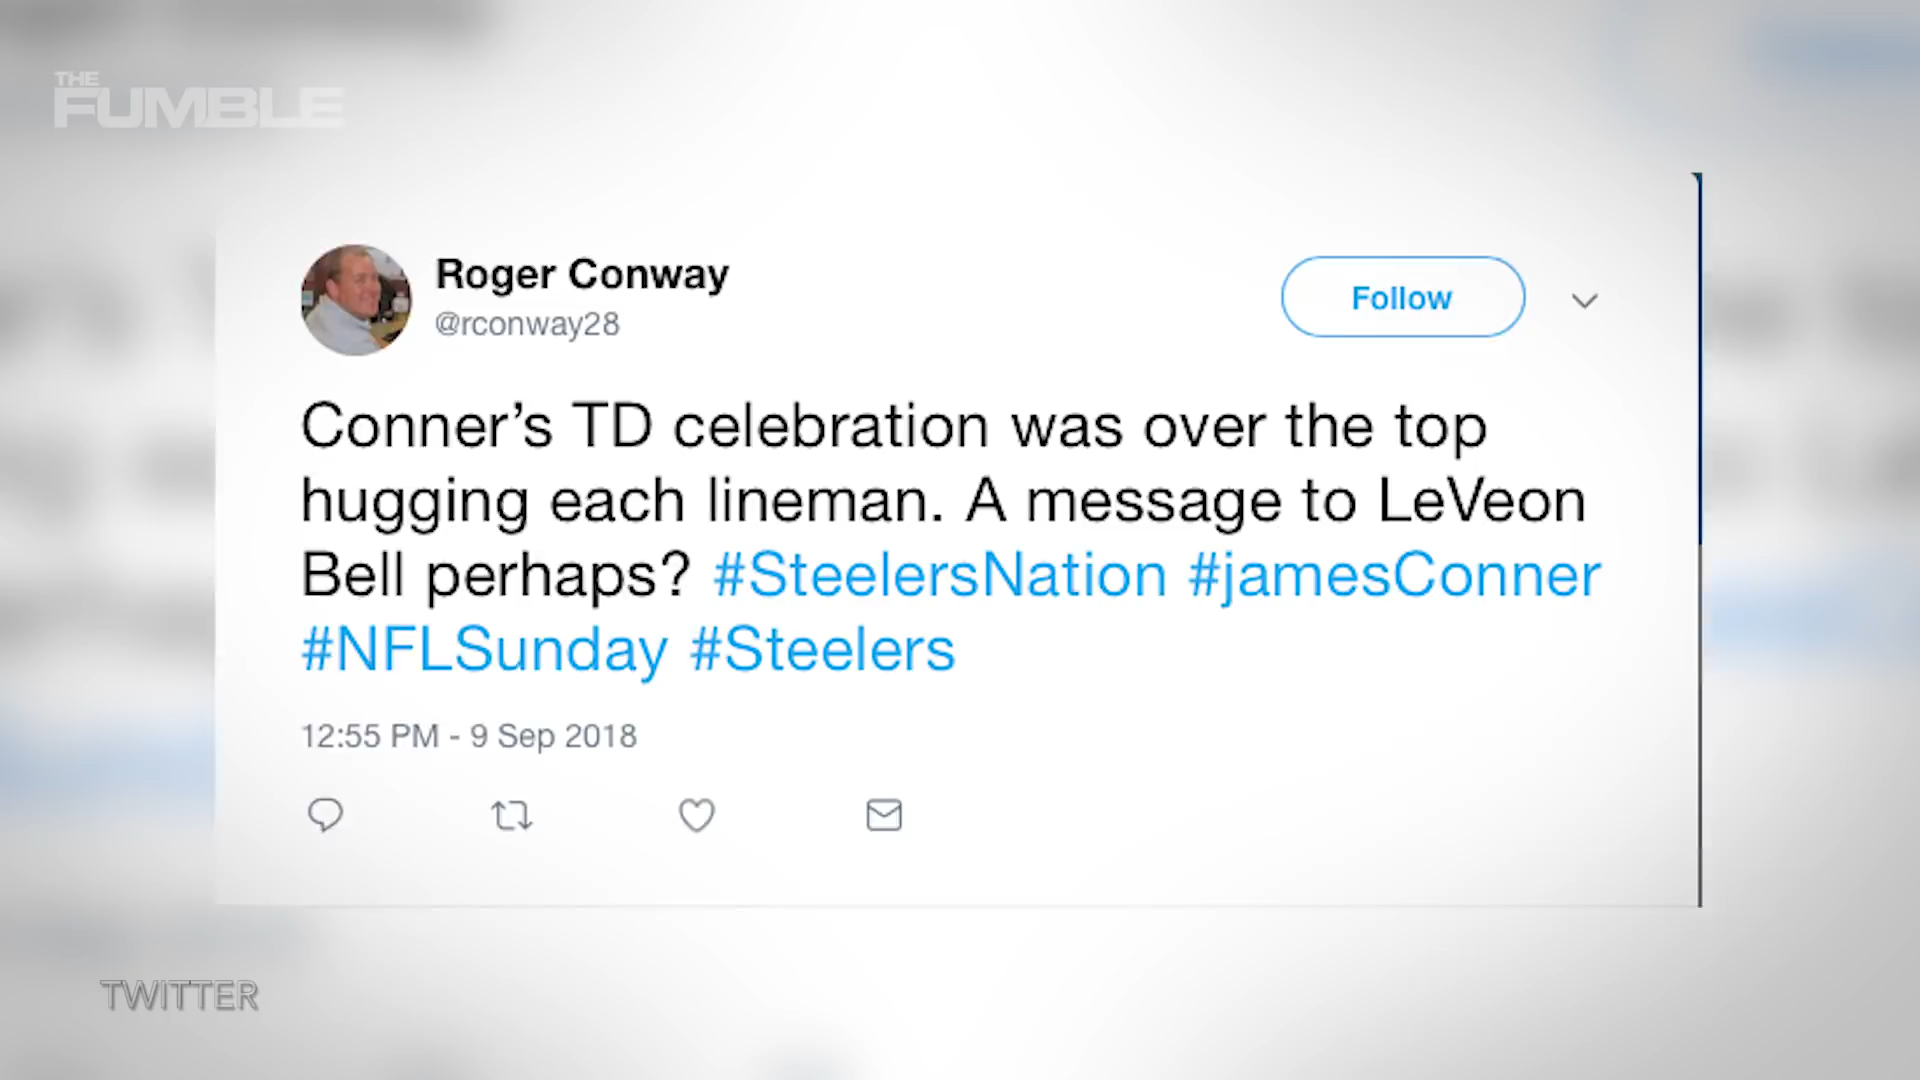 THE
FUMBLE
Roger Conway
@rconway28
Follow
Conner’s TD celebration was over the top
hugging each lineman. A message to LeVeon
Bell perhaps? #SteelersNation #jamesConner
#NFLSunday #Steelers
12:55 PM - 9 Sep 2018
TWITTER